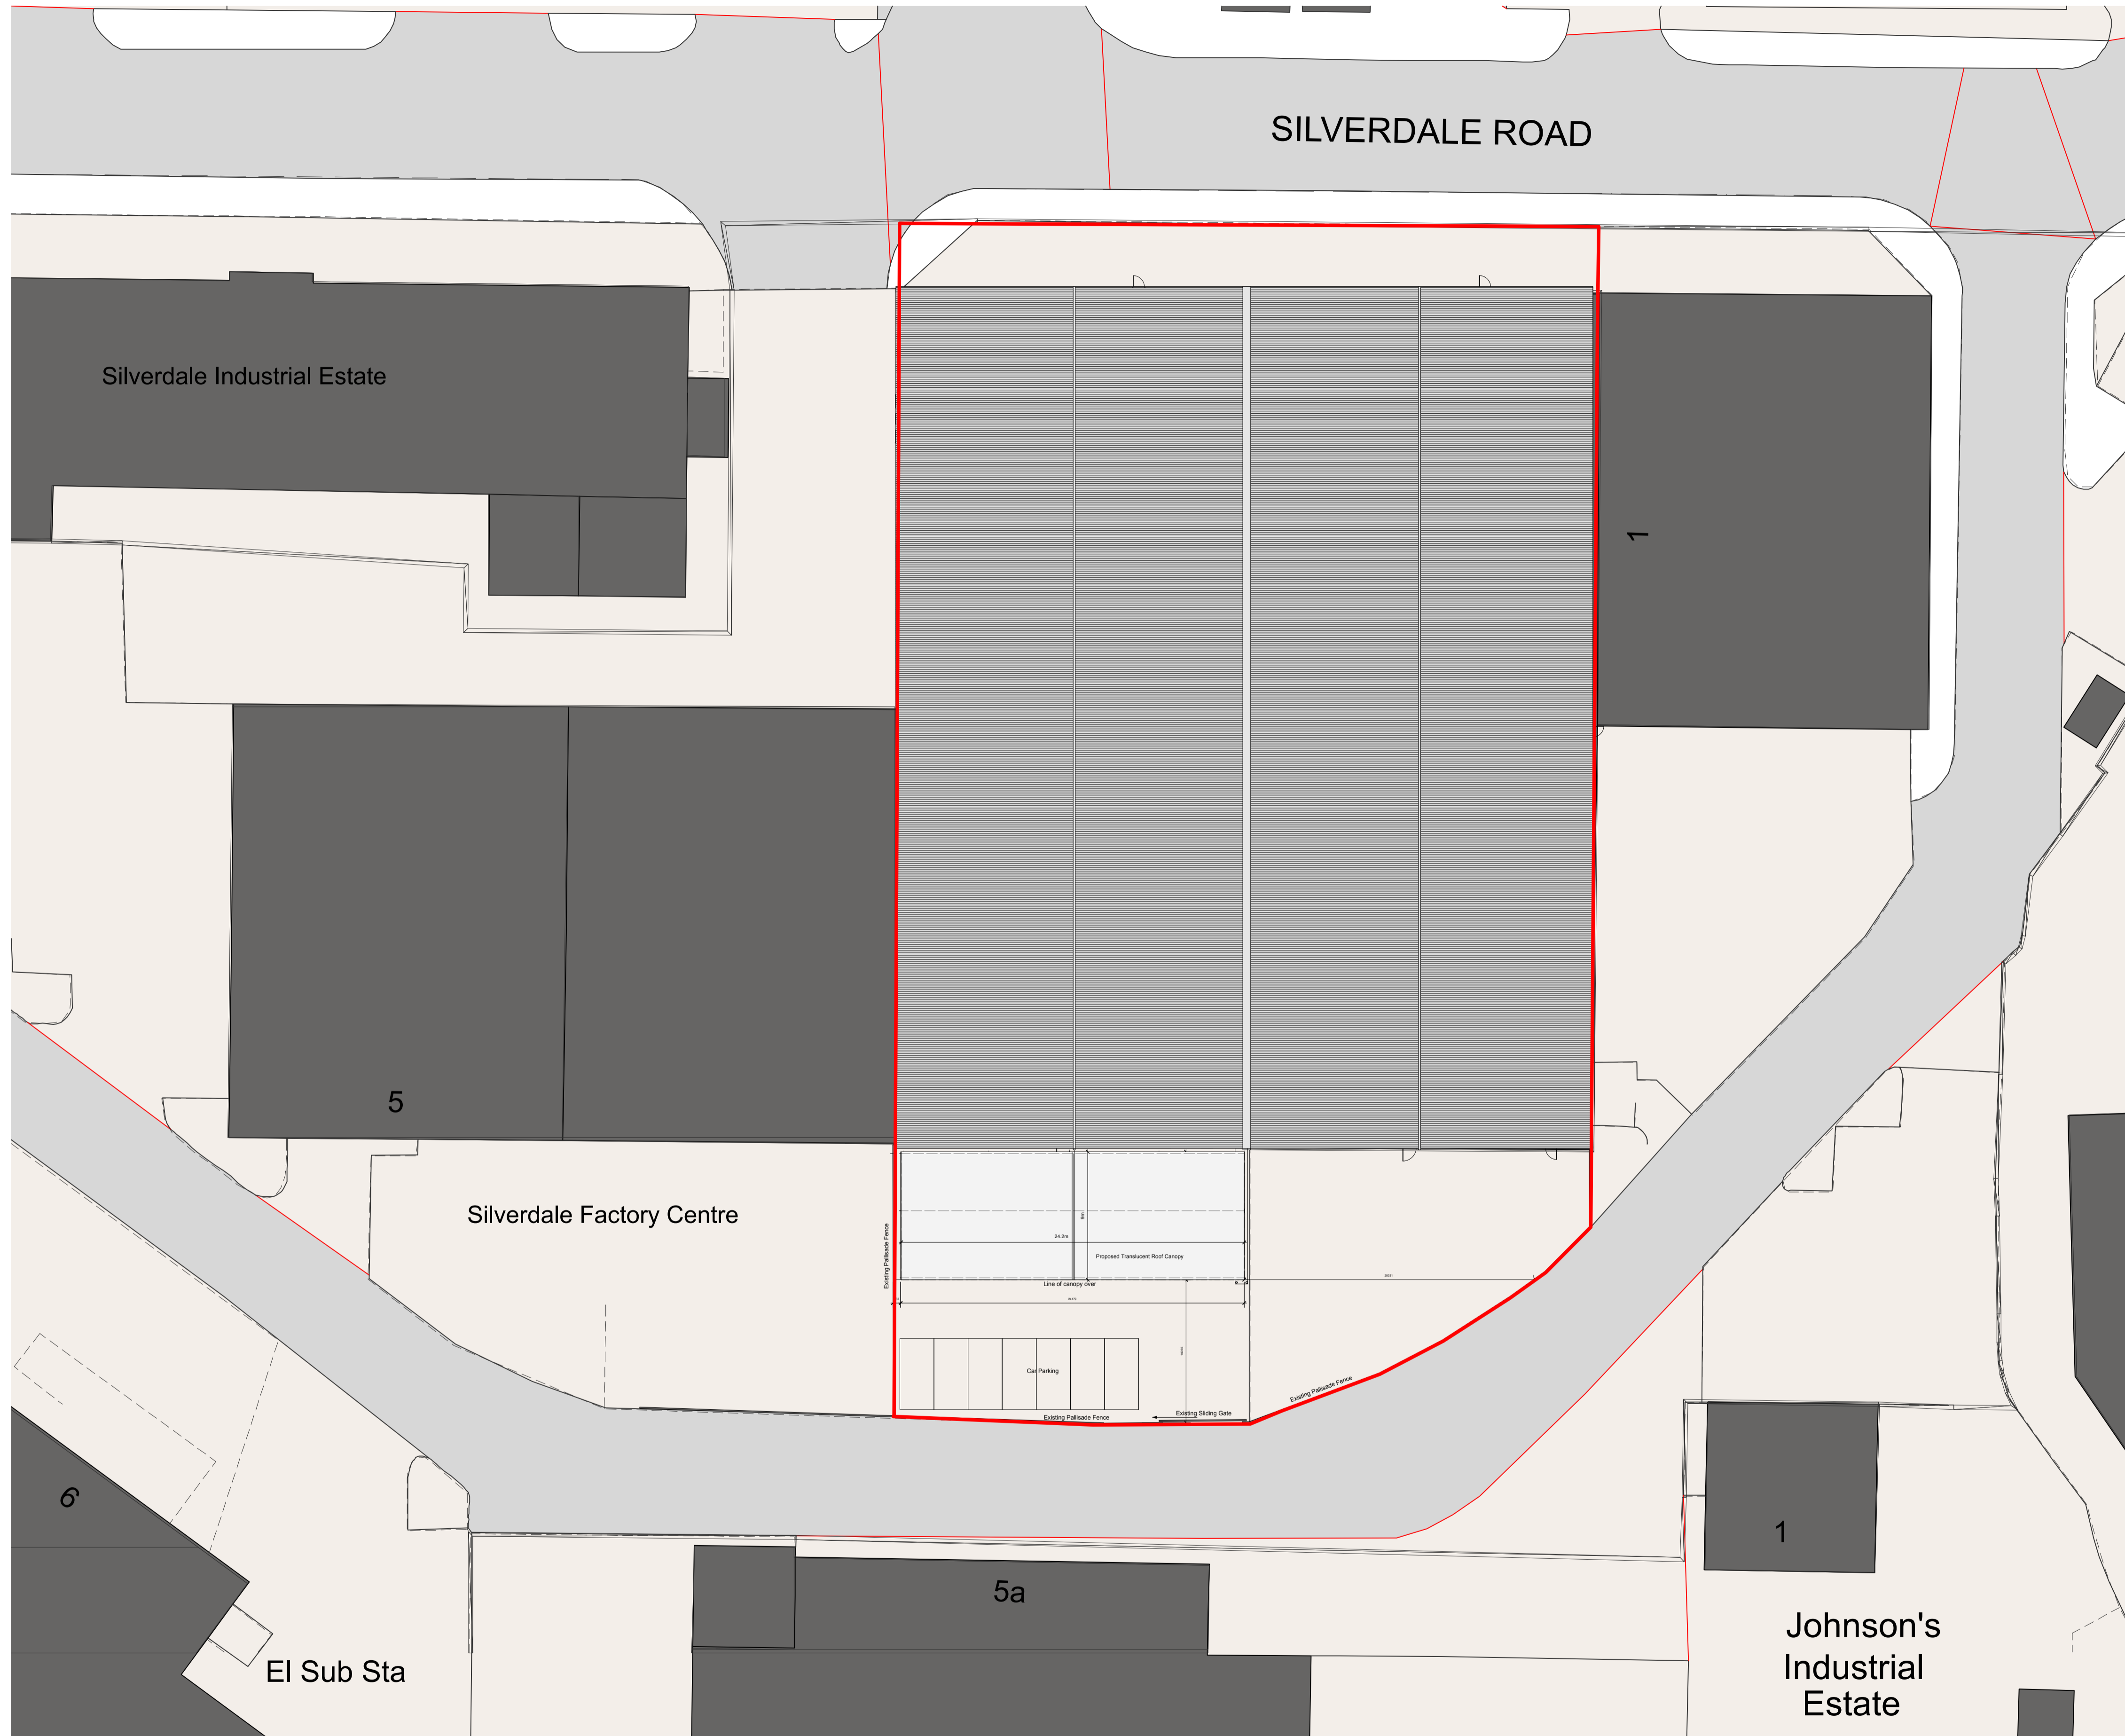 SILVERDALE ROAD
Silverdale Industrial Estate
1
5
Silverdale Factory Centre
Existing Pallisade Fence
9m
24.2m
Proposed Translucent Roof Canopy
Line of canopy over
Car Parking
Existing Pallisade Fence
Existing Sliding Gate
Existing Pallisade Fence
6
El Sub Sta
5a
1
Johnson's
Industrial
Estate